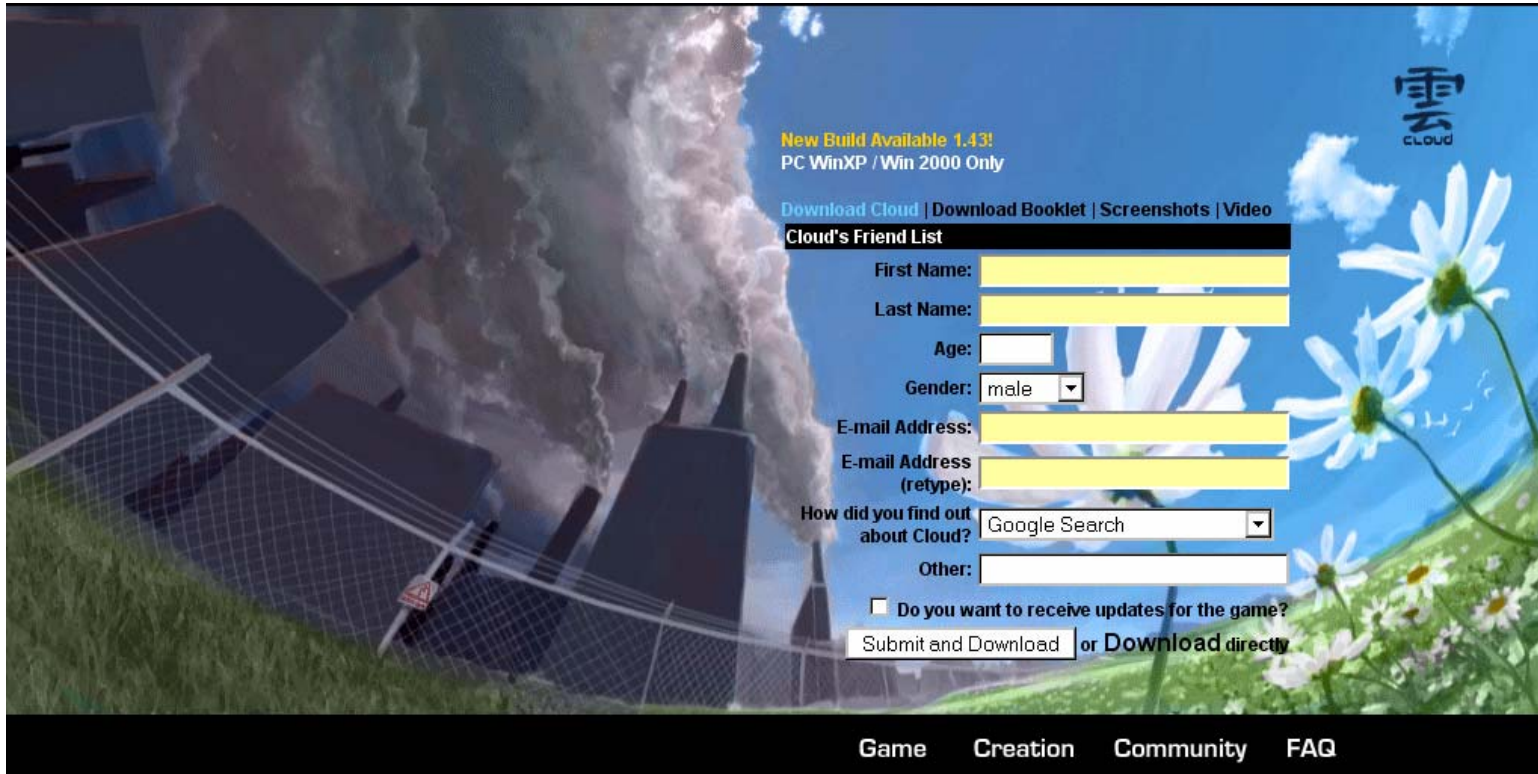 雲
CLOUD
New Build Available 1.43!
PC WinXP / Win 2000 Only
Download Cloud | Download Booklet | Screenshots | Video
Cloud's Friend List
First Name:
Last Name:
Age:
Gender: male
E-mail Address:
E-mail Address
(retype):
How did you find out
about Cloud? Google Search
Other:
Do you want to receive updates for the game?
Submit and Download or Download directly
Game Creation Community FAQ